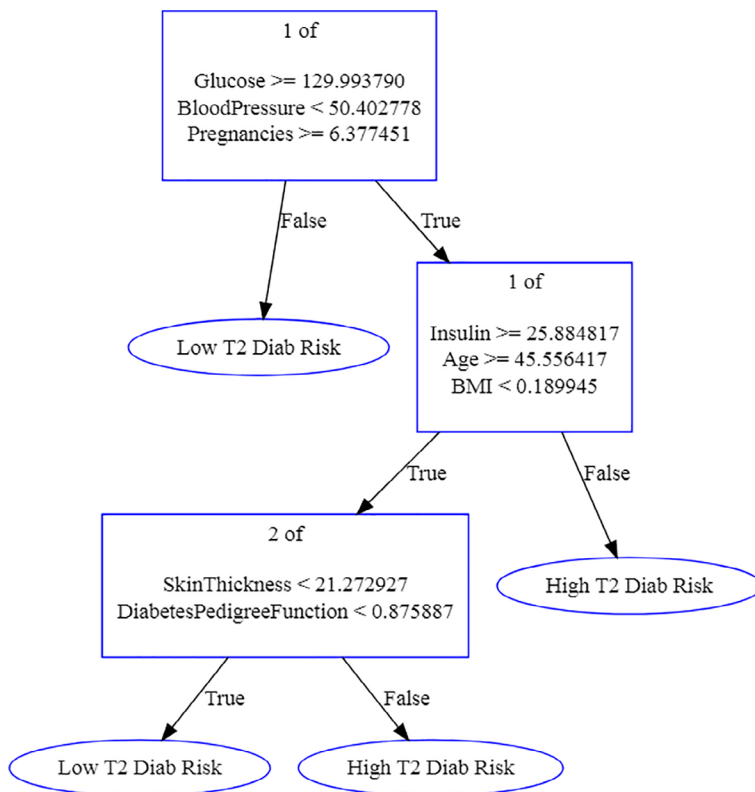 1 of
Glucose >= 129.993790
BloodPressure < 50.402778
Pregnancies >= 6.377451
False
True
Low T2 Diab Risk
1 of
Insulin >= 25.884817
Age >= 45.556417
BMI < 0.189945
True
False
2 of
SkinThickness < 21.272927
DiabetesPedigreeFunction < 0.875887
High T2 Diab Risk
True
False
Low T2 Diab Risk
High T2 Diab Risk